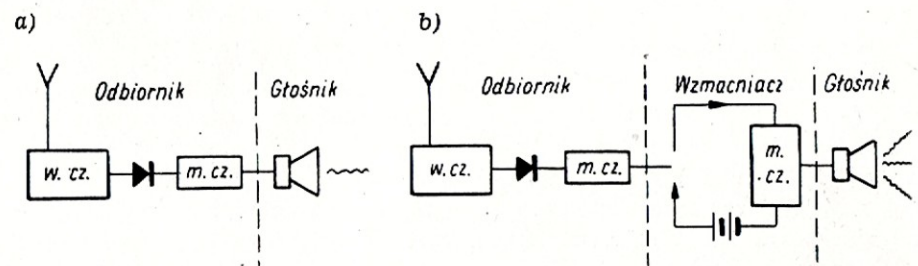 a)
Odbiornik
Głośnik
w. cz.
m. cz.
b)
Odbiornik
Wzmacniacz
Głośnik
w. cz.
m. cz.
m.
cz.